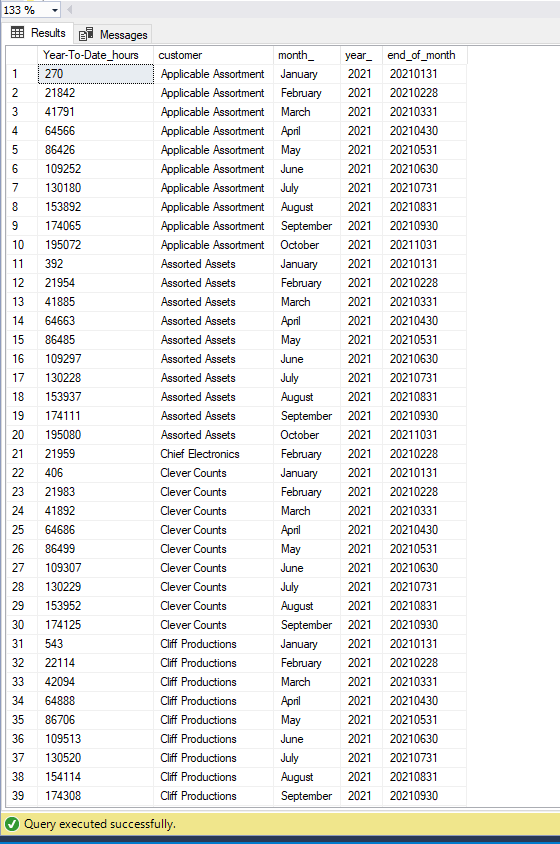 133 %
Results Messages
Year-To-Date_hours customer month_ year_ end_of_month
1 270 Applicable Assortment January 2021 20210131
2 21842 Applicable Assortment February 2021 20210228
3 41791 Applicable Assortment March 2021 20210331
4 64566 Applicable Assortment April 2021 20210430
5 86426 Applicable Assortment May 2021 20210531
6 109252 Applicable Assortment June 2021 20210630
7 130180 Applicable Assortment July 2021 20210731
8 153892 Applicable Assortment August 2021 20210831
9 174065 Applicable Assortment September 2021 20210930
10 195072 Applicable Assortment October 2021 20211031
11 392 Assorted Assets January 2021 20210131
12 21954 Assorted Assets February 2021 20210228
13 41885 Assorted Assets March 2021 20210331
14 64663 Assorted Assets April 2021 20210430
15 86485 Assorted Assets May 2021 20210531
16 109297 Assorted Assets June 2021 20210630
17 130228 Assorted Assets July 2021 20210731
18 153937 Assorted Assets August 2021 20210831
19 174111 Assorted Assets September 2021 20210930
20 195080 Assorted Assets October 2021 20211031
21 21959 Chief Electronics February 2021 20210228
22 406 Clever Counts January 2021 20210131
23 21983 Clever Counts February 2021 20210228
24 41892 Clever Counts March 2021 20210331
25 64686 Clever Counts April 2021 20210430
26 86499 Clever Counts May 2021 20210531
27 109307 Clever Counts June 2021 20210630
28 130229 Clever Counts July 2021 20210731
29 153952 Clever Counts August 2021 20210831
30 174125 Clever Counts September 2021 20210930
31 543 Cliff Productions January 2021 20210131
32 22114 Cliff Productions February 2021 20210228
33 42094 Cliff Productions March 2021 20210331
34 64888 Cliff Productions April 2021 20210430
35 86706 Cliff Productions May 2021 20210531
36 109513 Cliff Productions June 2021 20210630
37 130520 Cliff Productions July 2021 20210731
38 154114 Cliff Productions August 2021 20210831
39 174308 Cliff Productions September 2021 20210930
Query executed successfully.